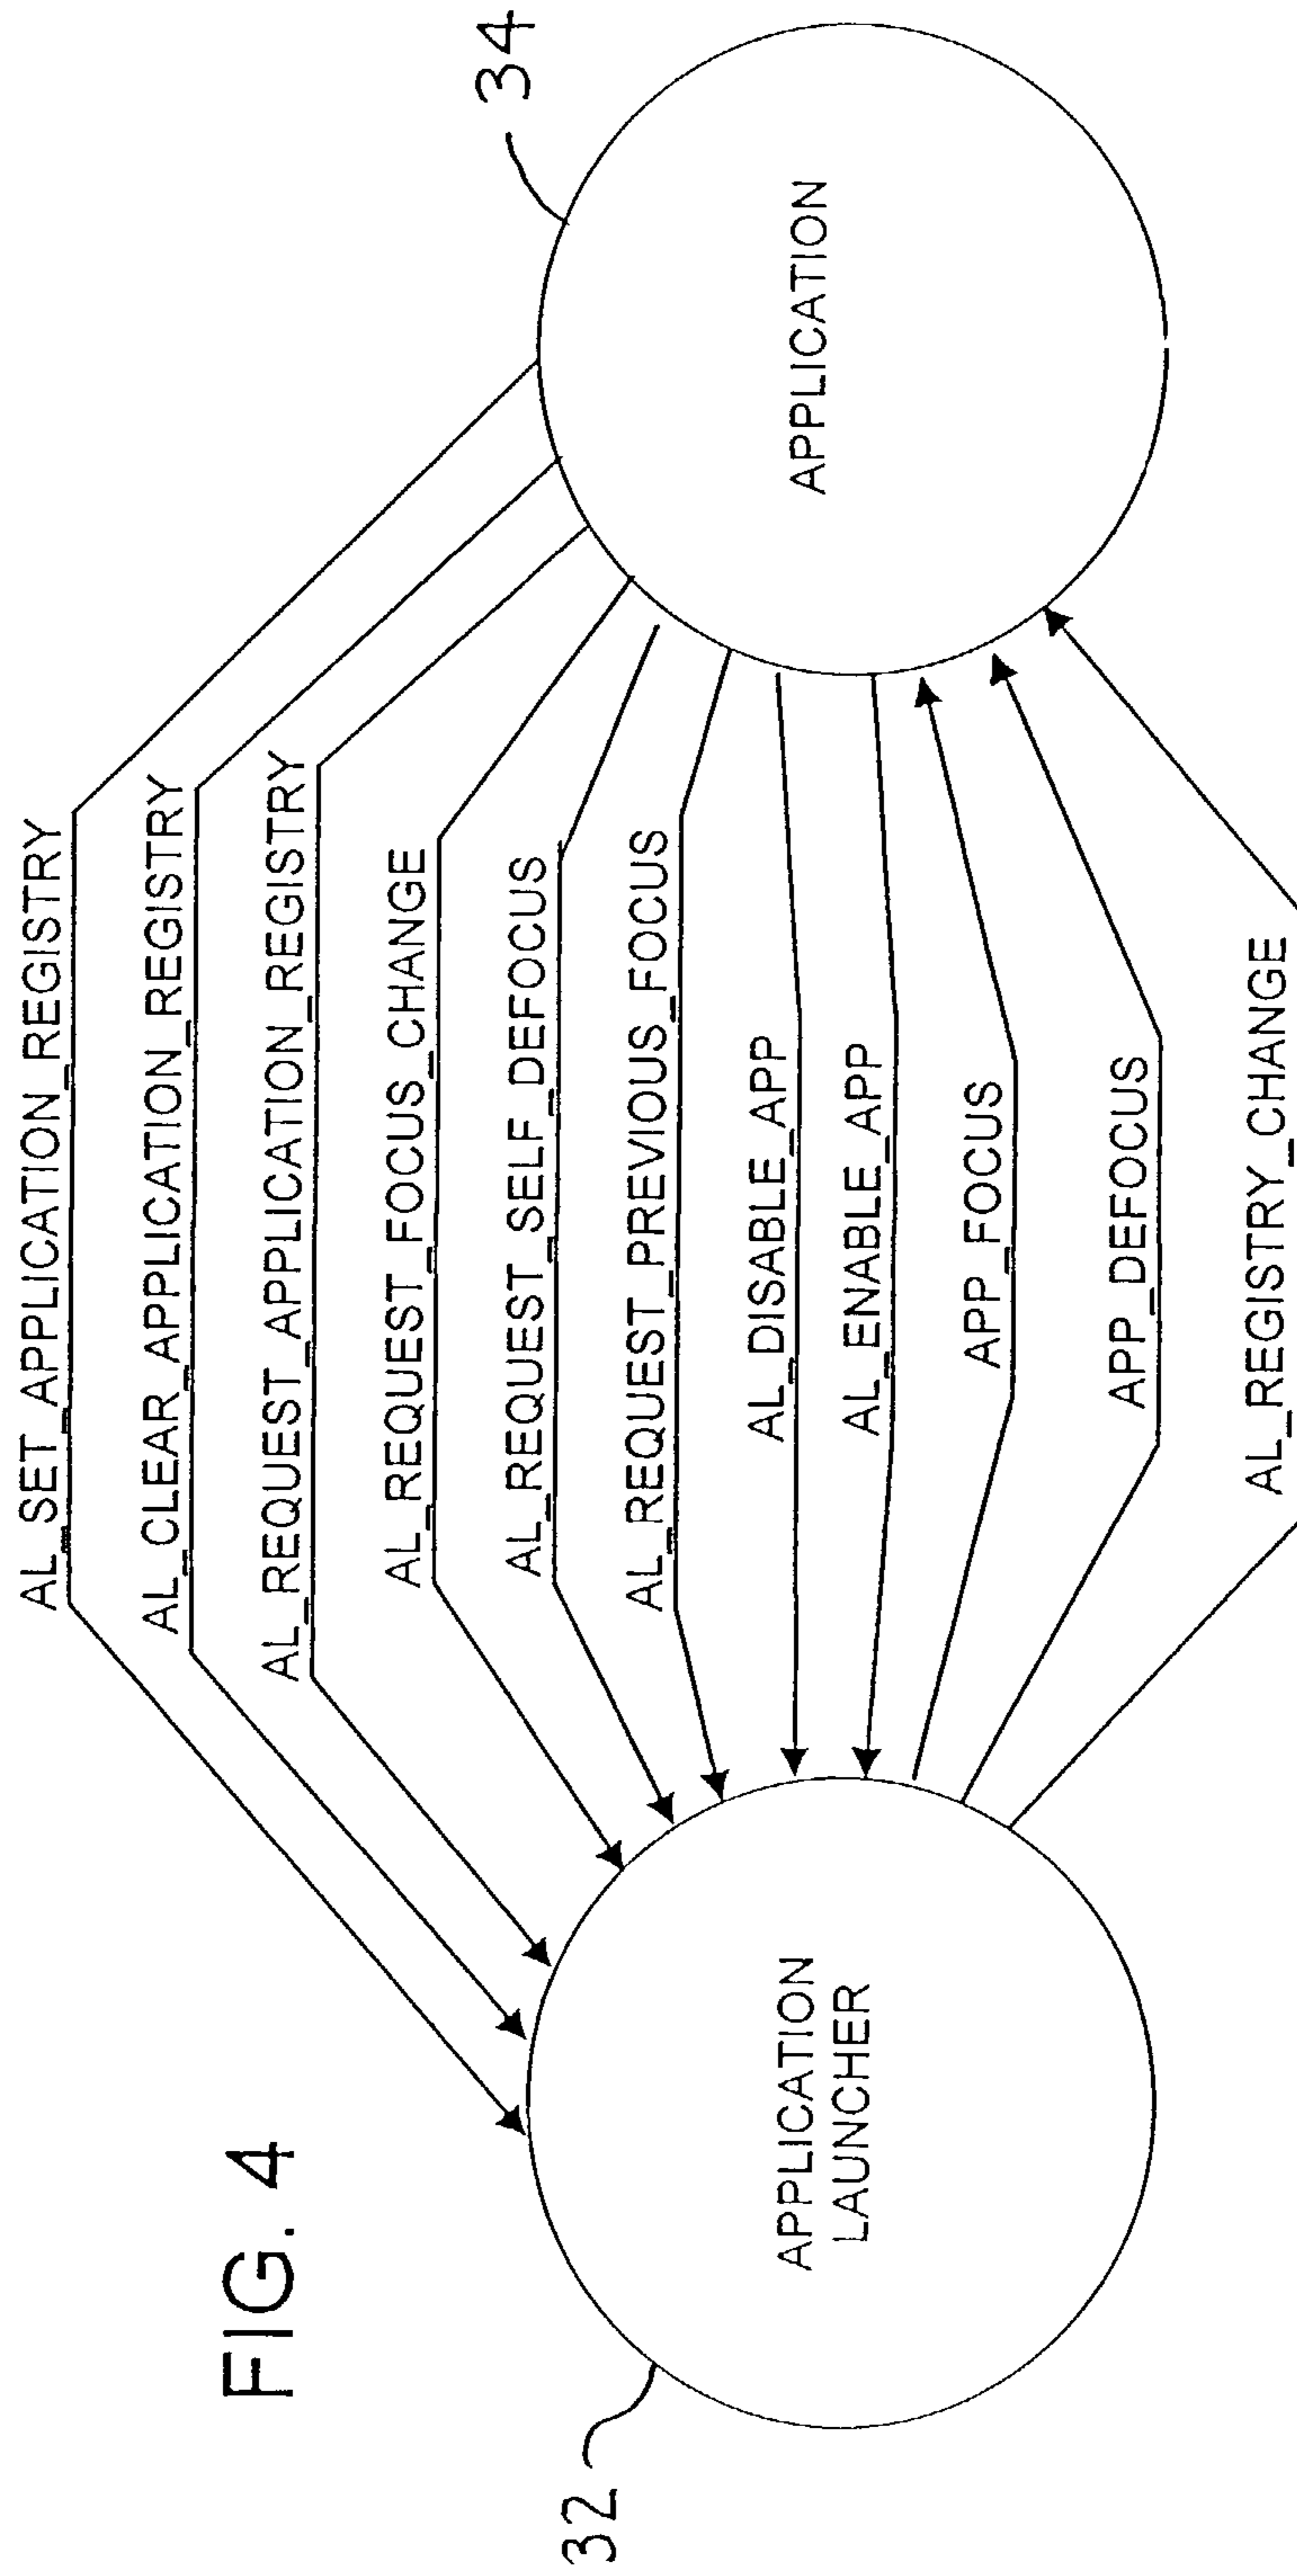 FIG. 4
AL_SET_APPLICATION_REGISTRY
AL_CLEAR_APPLICATION_REGISTRY
AL_REQUEST_APPLICATION_REGISTRY
AL_REQUEST_FOCUS_CHANGE
AL_REQUEST_SELF_DEFOCUS
AL_REQUEST_PREVIOUS_FOCUS
AL_DISABLE_APP
AL_ENABLE_APP
APP_FOCUS
APP_DEFOCUS
AL_REGISTRY_CHANGE
32
APPLICATION
LAUNCHER
34
APPLICATION